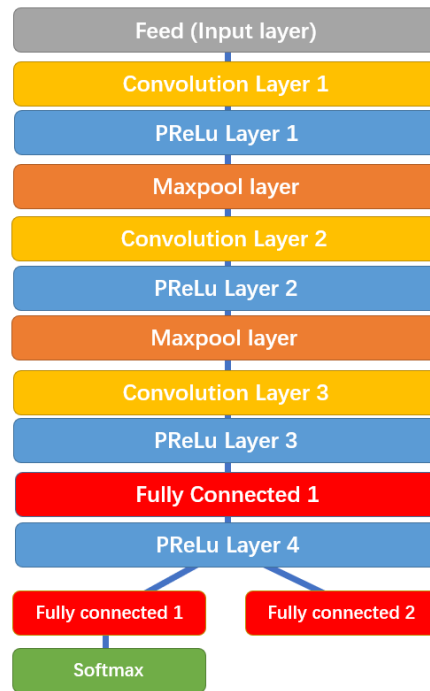 Feed (Input layer)
Convolution Layer 1
PReLu Layer 1
Maxpool layer
Convolution Layer 2
PReLu Layer 2
Maxpool layer
Convolution Layer 3
PReLu Layer 3
Fully Connected 1
PReLu Layer 4
Fully connected 1
Fully connected 2
Softmax